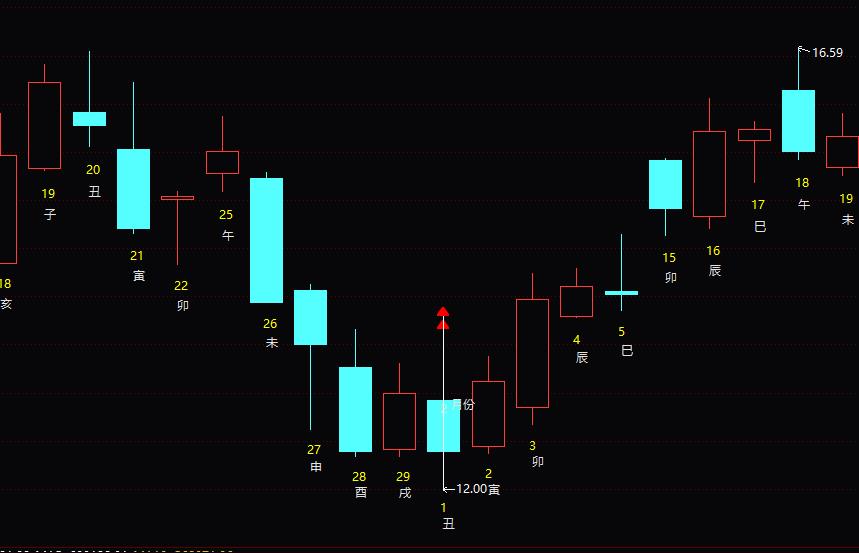 16.59
18
亥
19
子
20
丑
21
寅
22
卯
25
午
26
未
27
申
28
酉
29
戌
2 月份
←12.00
1
丑
2
寅
3
卯
4
辰
5
巳
15
卯
16
辰
17
巳
18
午
19
未